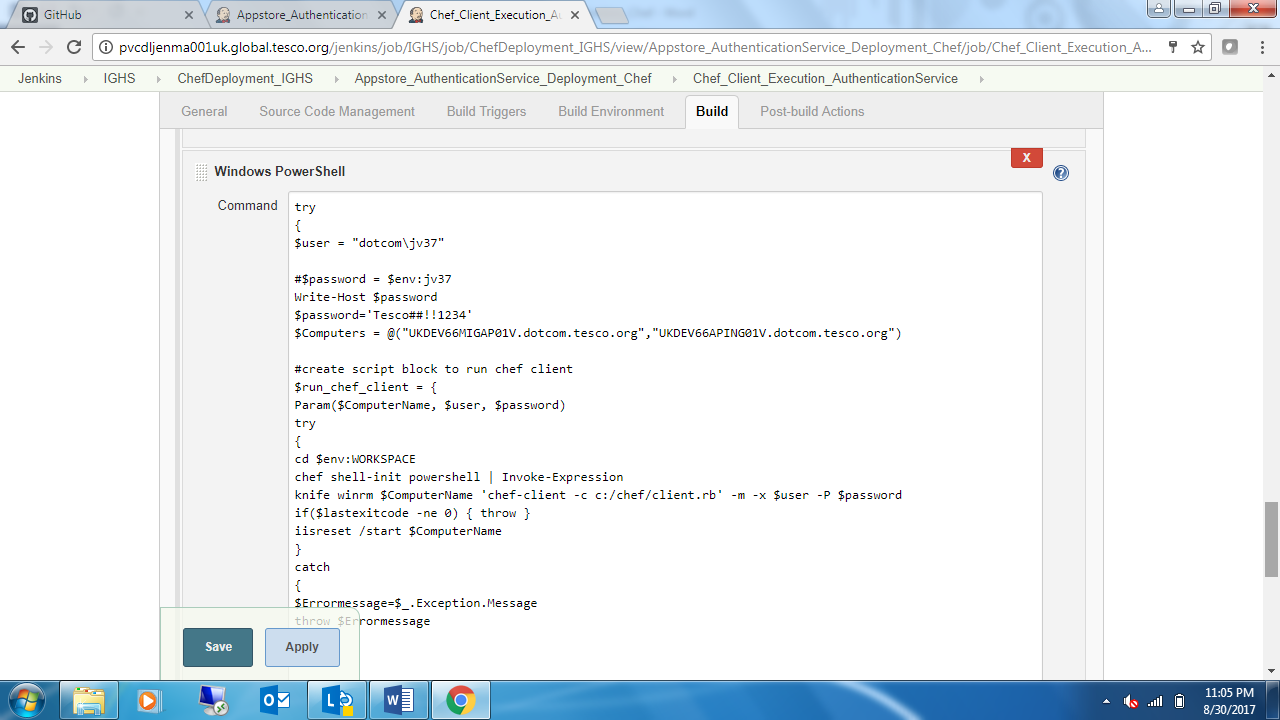 GitHub
Appstore_Authentication
Chef_Client_Execution_Au
pvcdljenma001uk.global.tesco.org/jenkins/job/IGHS/job/ChefDeployment_IGHS/view/Appstore_AuthenticationService_Deployment_Chef/job/Chef_Client_Execution_A...
Jenkins
IGHS
ChefDeployment_IGHS
Appstore_AuthenticationService_Deployment_Chef
Chef_Client_Execution_AuthenticationService
General
Source Code Management
Build Triggers
Build Environment
Build
Post-build Actions
X
Windows PowerShell
?
Command
try
{
$user = "dotcom\jv37"
#$password = $env:jv37
Write-Host $password
$password='Tesco##!!1234'
$Computers = @("UKDEV66MIGAP01V.dotcom.tesco.org","UKDEV66APING01V.dotcom.tesco.org")
#create script block to run chef client
$run_chef_client = {
Param($ComputerName, $user, $password)
try
{
cd $env:WORKSPACE
chef shell-init powershell | Invoke-Expression
knife winrm $ComputerName 'chef-client -c c:/chef/client.rb' -m -x $user -P $password
if($lastexitcode -ne 0) { throw }
iisreset /start $ComputerName
}
catch
{
$Errormessage=$_.Exception.Message
throw $Errormessage
Save
Apply
11:05 PM
8/30/2017